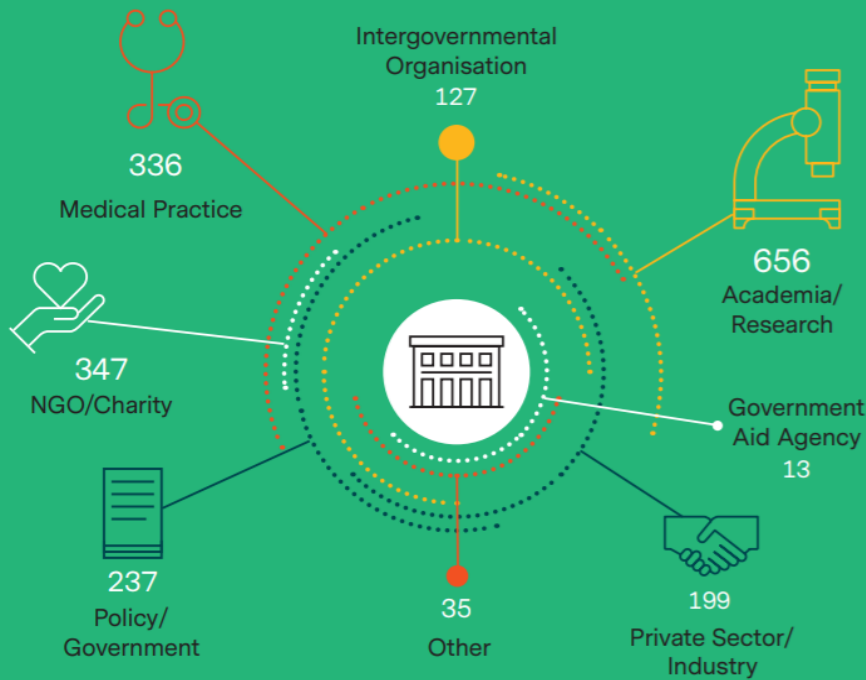 Intergovernmental
Organisation
127
336
Medical Practice
656
Academia/
Research
347
NGO/Charity
Government
Aid Agency
13
237
Policy/
Government
35
Other
199
Private Sector/
Industry